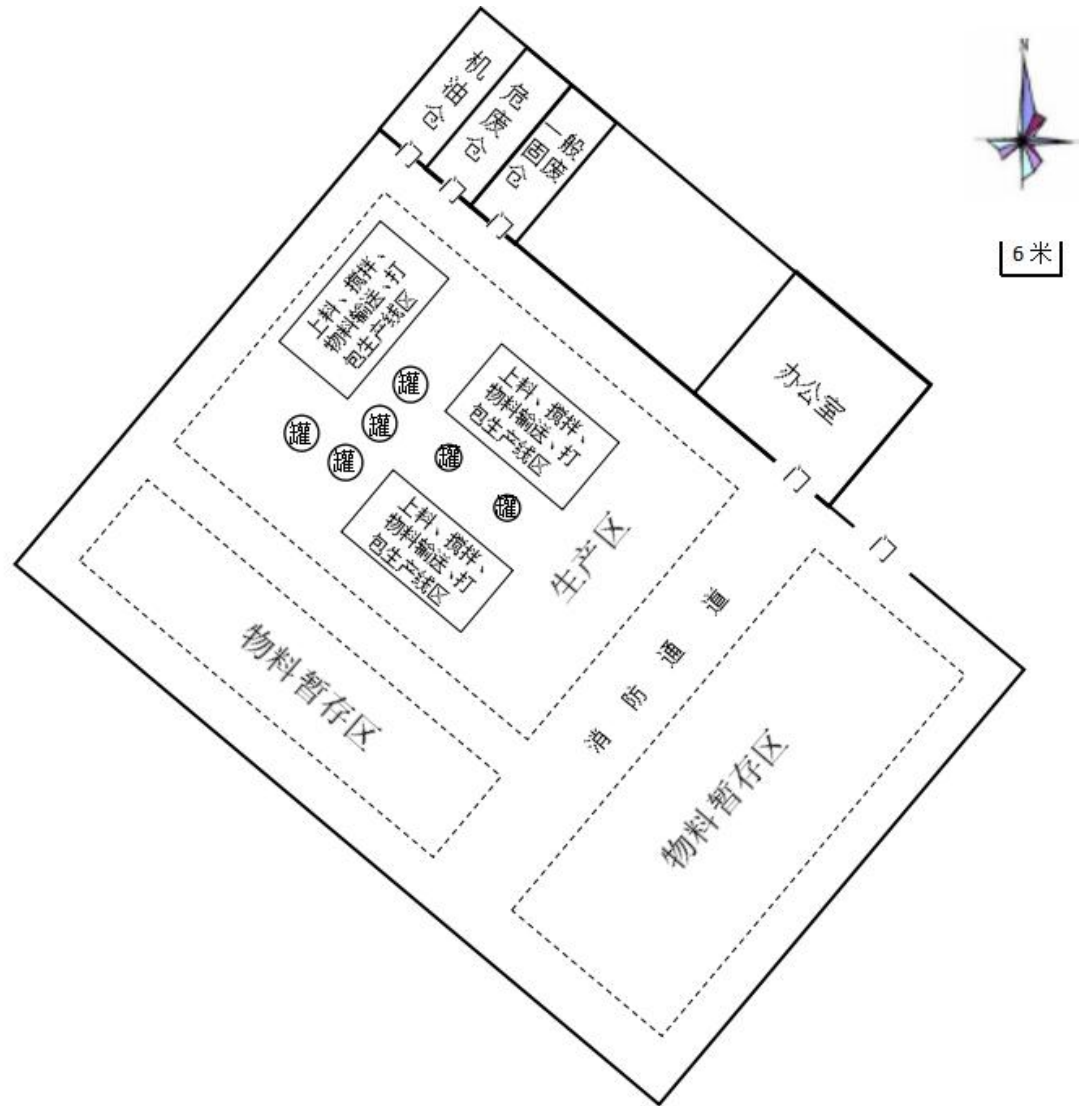 N
6 米
机油仓
危废仓
一般
固废
仓
门
门
门
上料、搅拌、
物料输送、打
包生产线区
罐
罐
罐
罐
上料、搅拌、
物料输送、打
包生产线区
罐
罐
上料、搅拌、
物料输送、打
包生产线区
生产区
办公室
门
门
消防通道
物料暂存区
物料暂存区